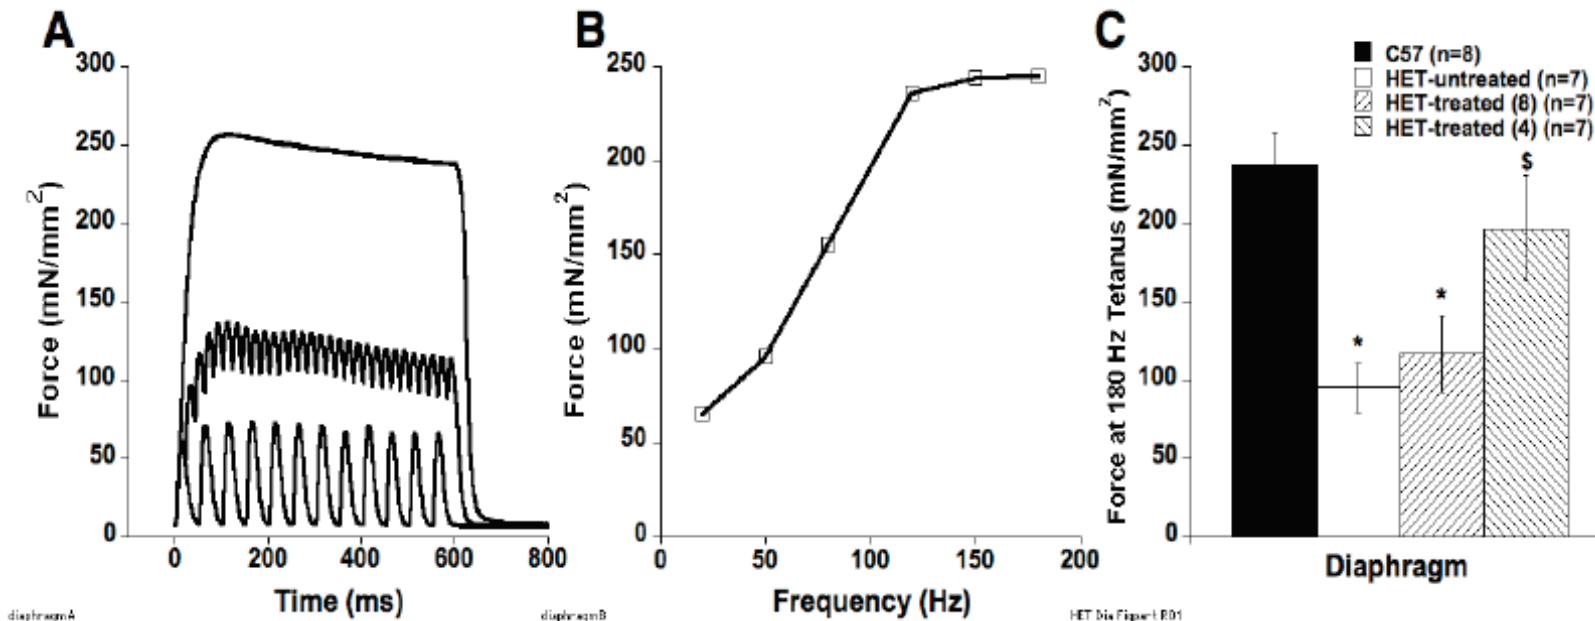 A
Force (mN/mm²)
300
250
200
150
100
50
0
0
200
400
600
800
Time (ms)
diaphragmA
B
Force (mN/mm²)
250
200
150
100
50
0
0
50
100
150
200
Frequency (Hz)
diaphragmB
C
C57 (n=8)
HET-untreated (n=7)
HET-treated (8) (n=7)
HET-treated (4) (n=7)
Force at 180 Hz Tetanus (mN/mm²)
300
250
200
150
100
50
0
*
*
$
Diaphragm